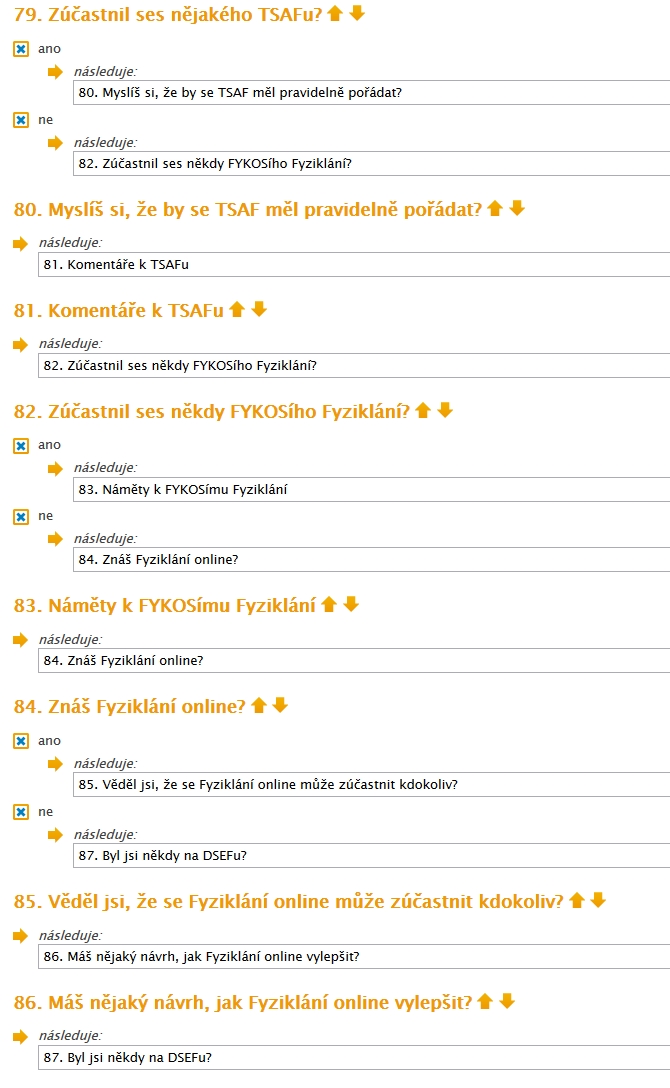 79. Zúčastnil ses nějakého TSAFu?
ano
následuje:
80. Myslíš si, že by se TSAF měl pravidelně pořádat?
ne
následuje:
82. Zúčastnil ses někdy FYKOSího Fyziklání?
80. Myslíš si, že by se TSAF měl pravidelně pořádat?
následuje:
81. Komentáře k TSAFu
81. Komentáře k TSAFu
následuje:
82. Zúčastnil ses někdy FYKOSího Fyziklání?
82. Zúčastnil ses někdy FYKOSího Fyziklání?
ano
následuje:
83. Náměty k FYKOSímu Fyziklání
ne
následuje:
84. Znáš Fyziklání online?
83. Náměty k FYKOSímu Fyziklání
následuje:
84. Znáš Fyziklání online?
84. Znáš Fyziklání online?
ano
následuje:
85. Věděl jsi, že se Fyziklání online může zúčastnit kdokoliv?
ne
následuje:
87. Byl jsi někdy na DSEFu?
85. Věděl jsi, že se Fyziklání online může zúčastnit kdokoliv?
následuje:
86. Máš nějaký návrh, jak Fyziklání online vylepšit?
86. Máš nějaký návrh, jak Fyziklání online vylepšit?
následuje:
87. Byl jsi někdy na DSEFu?